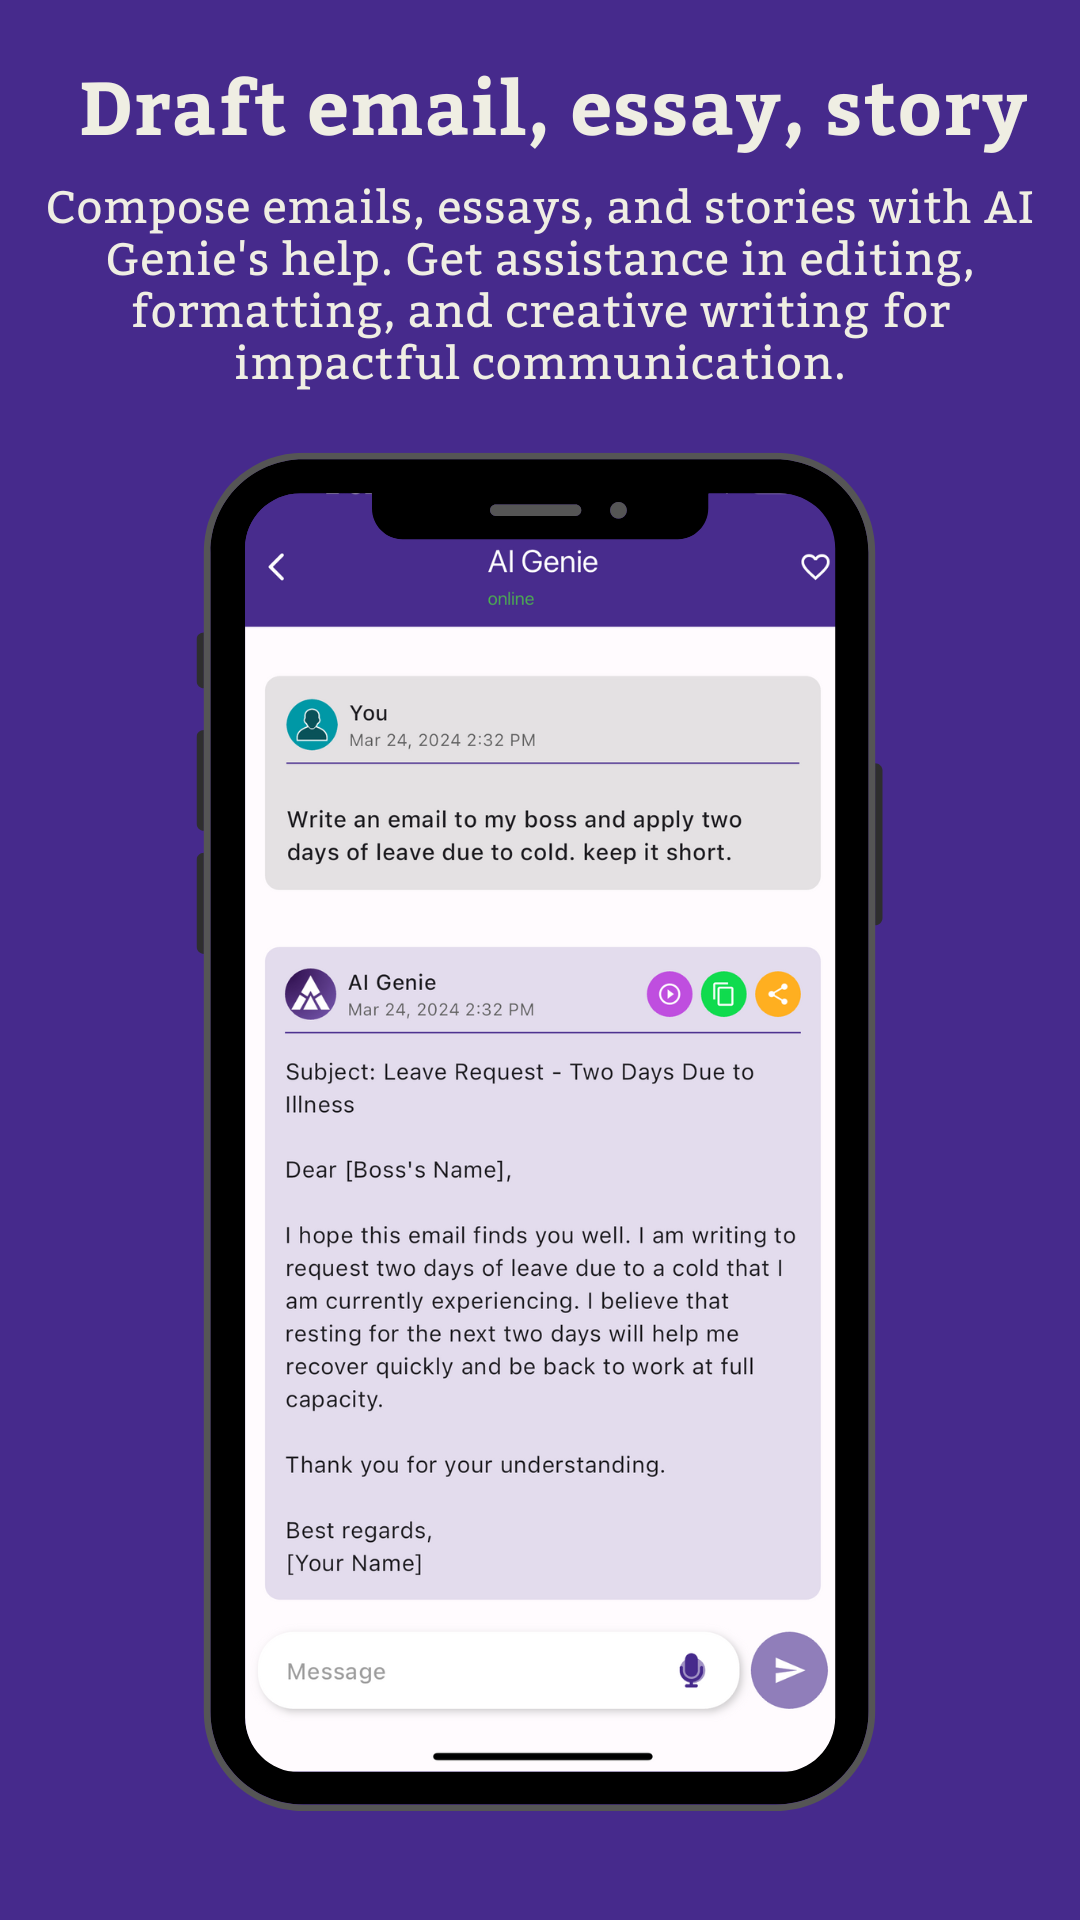 Draft email, essay, story
Compose emails, essays, and stories with AI
Genie's help. Get assistance in editing,
formatting, and creative writing for
impactful communication.
AI Genie
online
You
Mar 24, 2024 2:32 PM
Write an email to my boss and apply two
days of leave due to cold. keep it short.
AI Genie
Mar 24, 2024 2:32 PM
Subject: Leave Request - Two Days Due to
Illness
Dear [Boss's Name],
I hope this email finds you well. I am writing to
request two days of leave due to a cold that I
am currently experiencing. I believe that
resting for the next two days will help me
recover quickly and be back to work at full
capacity.
Thank you for your understanding.
Best regards,
[Your Name]
Message